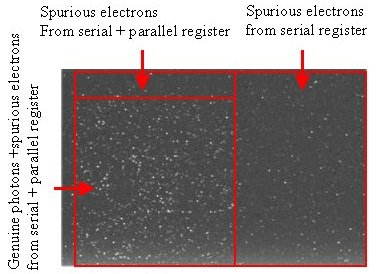 Spurious electrons
From serial + parallel register
Spurious electrons
from serial register
Genuine photons +spurious electrons
from serial + parallel register